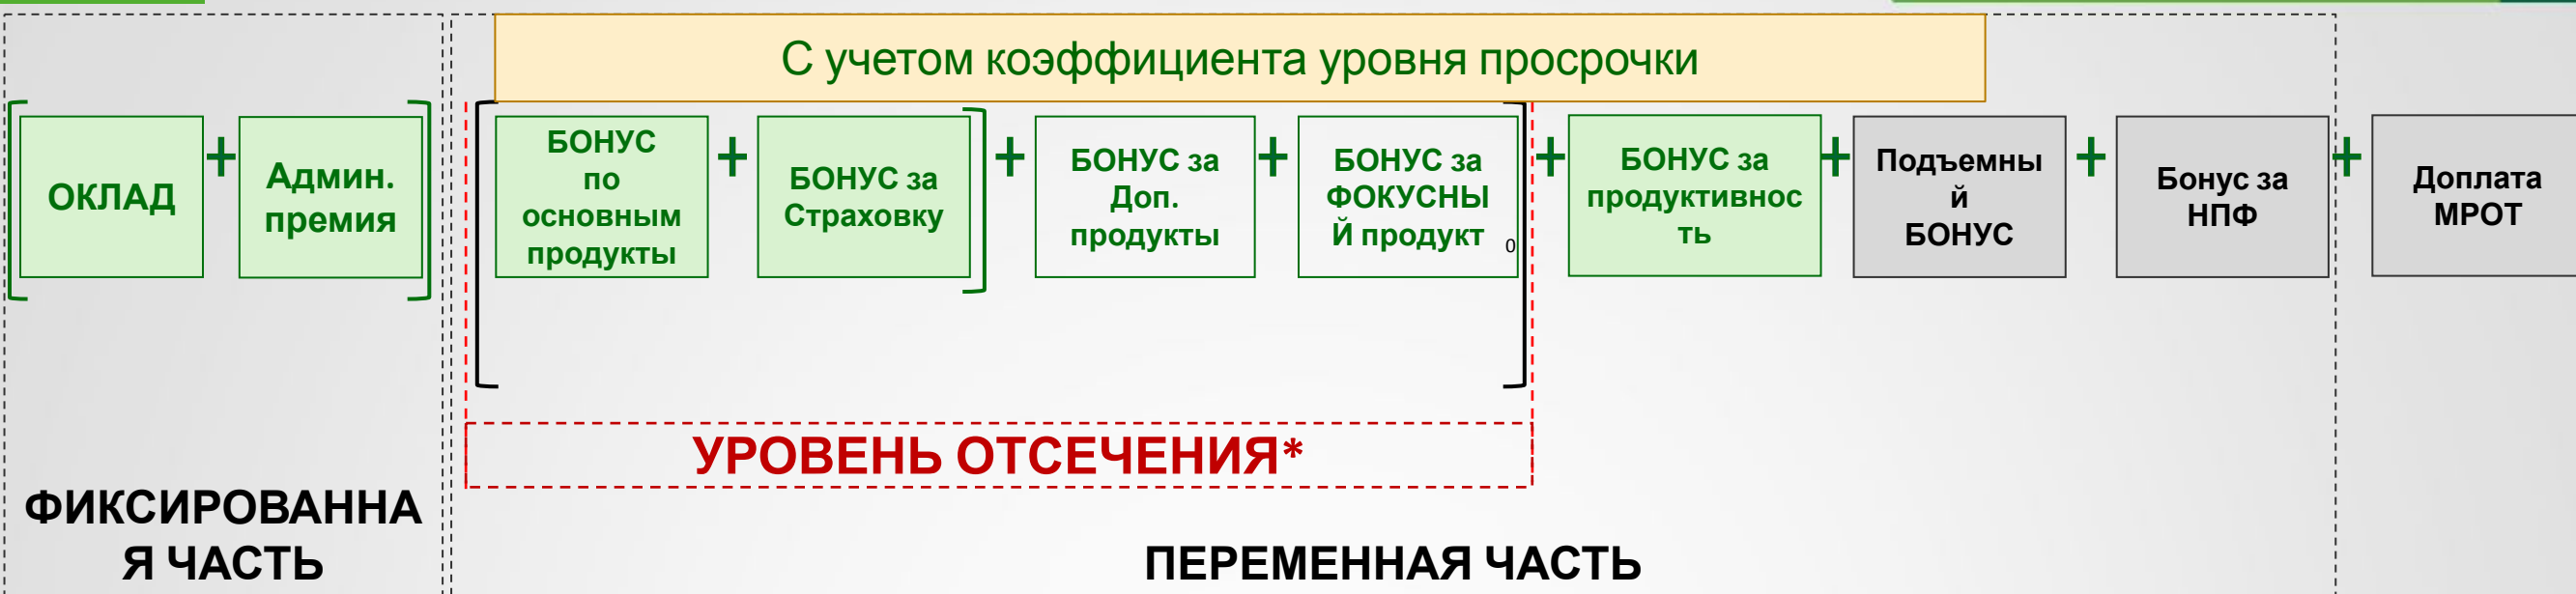 С учетом коэффициента уровня просрочки
ОКЛАД
+
Админ.
премия
БОНУС
по
основным
продукты
+
БОНУС за
Страховку
+
БОНУС за
Доп.
продукты
+
БОНУС за
ФОКУСНЫ
Й продукт
0
+
БОНУС за
продуктивнос
ть
+
Подъемны
й
БОНУС
+
Бонус за
НПФ
+
Доплата
МРОТ
УРОВЕНЬ ОТСЕЧЕНИЯ*
ФИКСИРОВАННА
Я ЧАСТЬ
ПЕРЕМЕННАЯ ЧАСТЬ